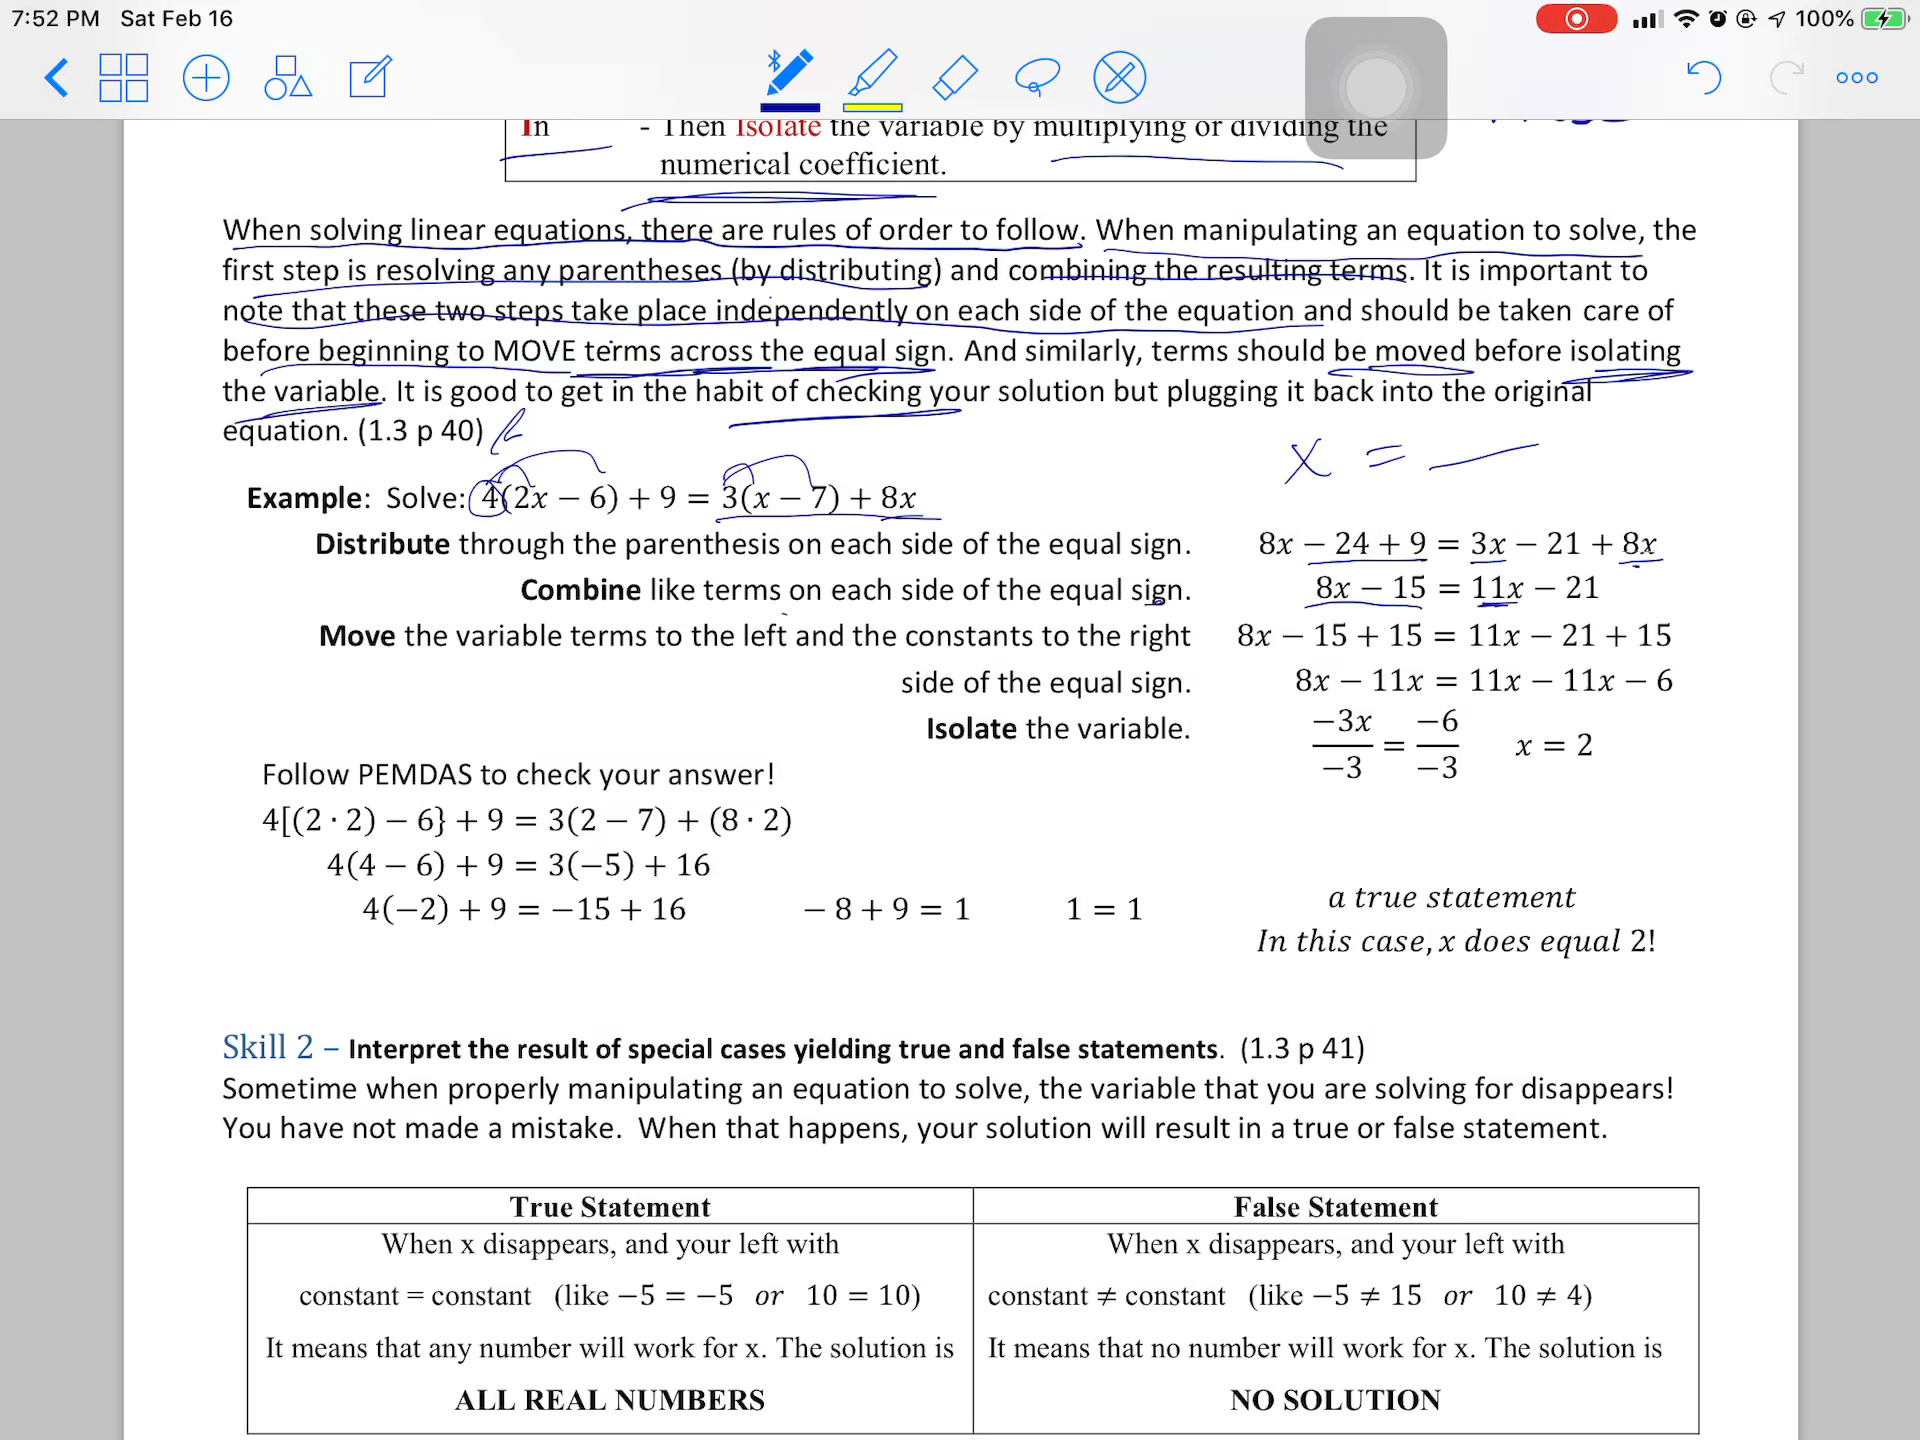 7:52 PM Sat Feb 16
100%
In - Then Isolate the variable by multiplying or dividing the
numerical coefficient.
When solving linear equations, there are rules of order to follow. When manipulating an equation to solve, the
first step is resolving any parentheses (by distributing) and combining the resulting terms. It is important to
note that these two steps take place independently on each side of the equation and should be taken care of
before beginning to MOVE terms across the equal sign. And similarly, terms should be moved before isolating
the variable. It is good to get in the habit of checking your solution but plugging it back into the original
equation. (1.3 p 40)
x = —
Example: Solve: 4(2x − 6) + 9 = 3(x − 7) + 8x
Distribute through the parenthesis on each side of the equal sign. 8x − 24 + 9 = 3x − 21 + 8x
Combine like terms on each side of the equal sign. 8x − 15 = 11x − 21
Move the variable terms to the left and the constants to the right 8x − 15 + 15 = 11x − 21 + 15
side of the equal sign. 8x − 11x = 11x − 11x − 6
Isolate the variable. −3x/−3 = −6/−3 x = 2
Follow PEMDAS to check your answer!
4[(2 · 2) − 6} + 9 = 3(2 − 7) + (8 · 2)
4(4 − 6) + 9 = 3(−5) + 16
4(−2) + 9 = −15 + 16 − 8 + 9 = 1 1 = 1 a true statement
In this case, x does equal 2!
Skill 2 – Interpret the result of special cases yielding true and false statements. (1.3 p 41)
Sometime when properly manipulating an equation to solve, the variable that you are solving for disappears!
You have not made a mistake. When that happens, your solution will result in a true or false statement.
True Statement False Statement
When x disappears, and your left with When x disappears, and your left with
constant = constant (like −5 = −5 or 10 = 10) constant ≠ constant (like −5 ≠ 15 or 10 ≠ 4)
It means that any number will work for x. The solution is It means that no number will work for x. The solution is
ALL REAL NUMBERS NO SOLUTION